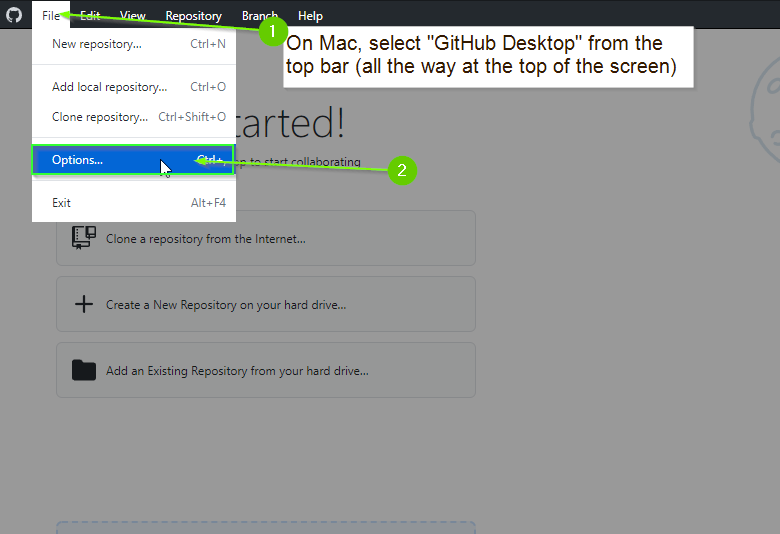 File Edit View Repository Branch Help
1
On Mac, select "GitHub Desktop" from the
top bar (all the way at the top of the screen)
New repository... Ctrl+N
Add local repository... Ctrl+O
Clone repository... Ctrl+Shift+O
tarted!
Options... Ctrl+,
up to start collaborating
2
Exit Alt+F4
Clone a repository from the Internet...
Create a New Repository on your hard drive...
Add an Existing Repository from your hard drive...